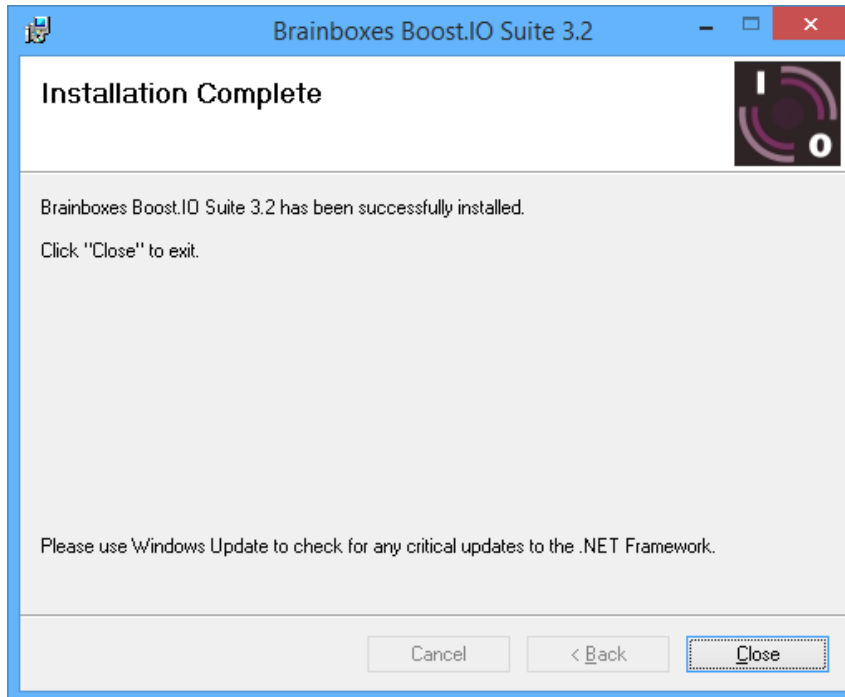 Brainboxes Boost.IO Suite 3.2
Installation Complete
I
O
Brainboxes Boost.IO Suite 3.2 has been successfully installed.
Click "Close" to exit.
Please use Windows Update to check for any critical updates to the .NET Framework.
Cancel
< Back
Close